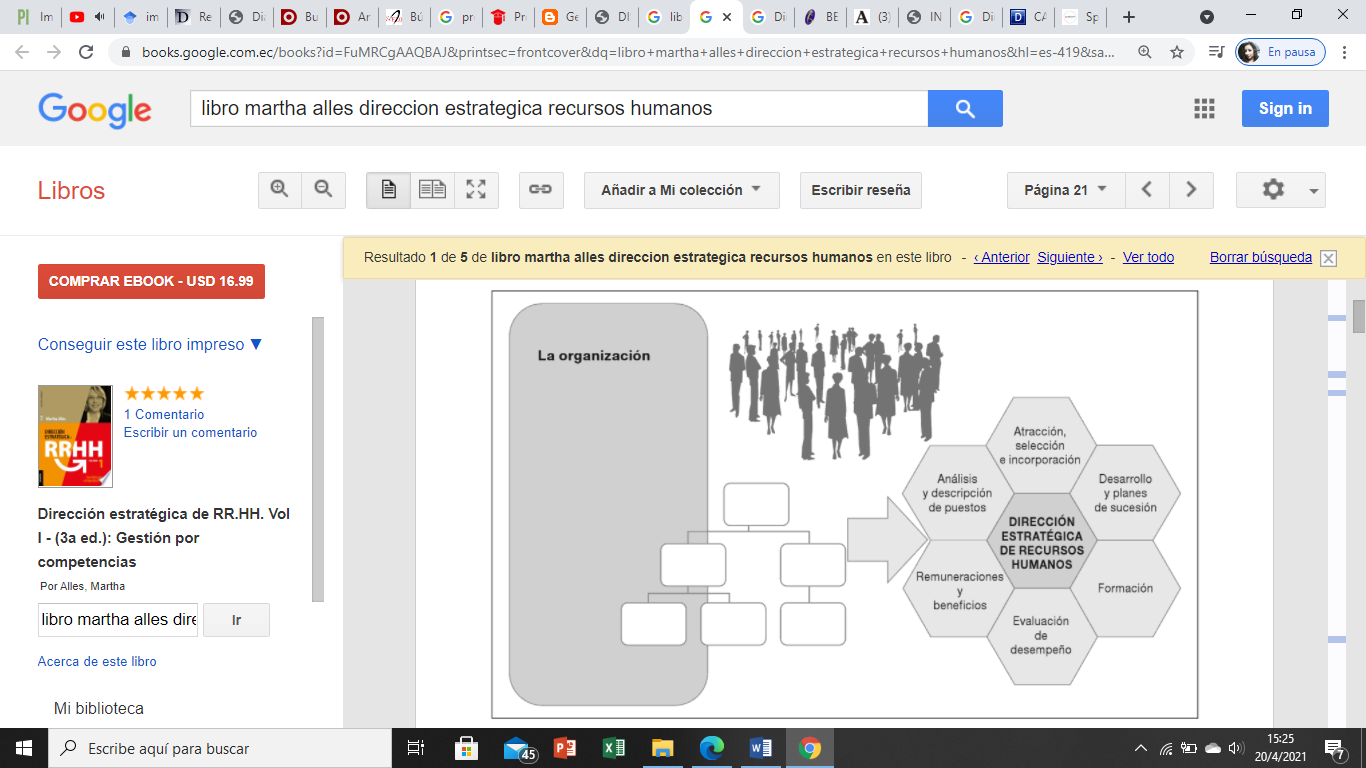 Im
im
Re
Dia
Bu
Ar
Bú
pr
Pr
Ge
DI
lib
G
Di
BE
(3)
IN
Dia
CA
Sp
books.google.com.ec/books?id=FuMRCgAAQBAJ&printsec=frontcover&dq=libro+martha+alles+direccion+estrategica+recursos+humanos&hl=es-419&sa...
En pausa
Google
libro martha alles direccion estrategica recursos humanos
Sign in
Libros
Añadir a Mi colección
Escribir reseña
Página 21
Resultado 1 de 5 de libro martha alles direccion estrategica recursos humanos en este libro - ‹ Anterior Siguiente › - Ver todo
Borrar búsqueda
COMPRAR EBOOK - USD 16.99
Conseguir este libro impreso ▼
1 Comentario
Escribir un comentario
RRHH
1
Dirección estratégica de RR.HH. Vol
I - (3a ed.): Gestión por
competencias
Por Alles, Martha
libro martha alles dire
Ir
Acerca de este libro
Mi biblioteca
La organización
Atracción,
selección
e incorporación
Análisis
y descripción
de puestos
Desarrollo
y planes
de sucesión
DIRECCIÓN
ESTRATÉGICA
DE RECURSOS
HUMANOS
Remuneraciones
y
beneficios
Formación
Evaluación
de
desempeño
Escribe aquí para buscar
45
15:25
20/4/2021
7